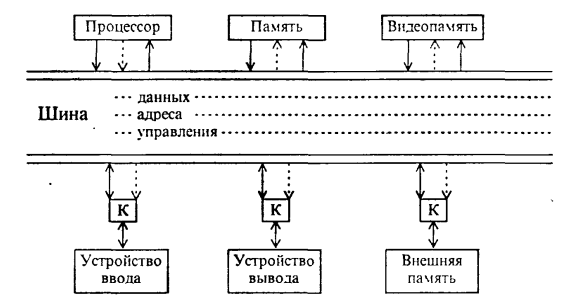 Процессор Память Видеопамять
Шина
данных
адреса
управления
К К К
Устройство ввода
Устройство вывода
Внешняя память